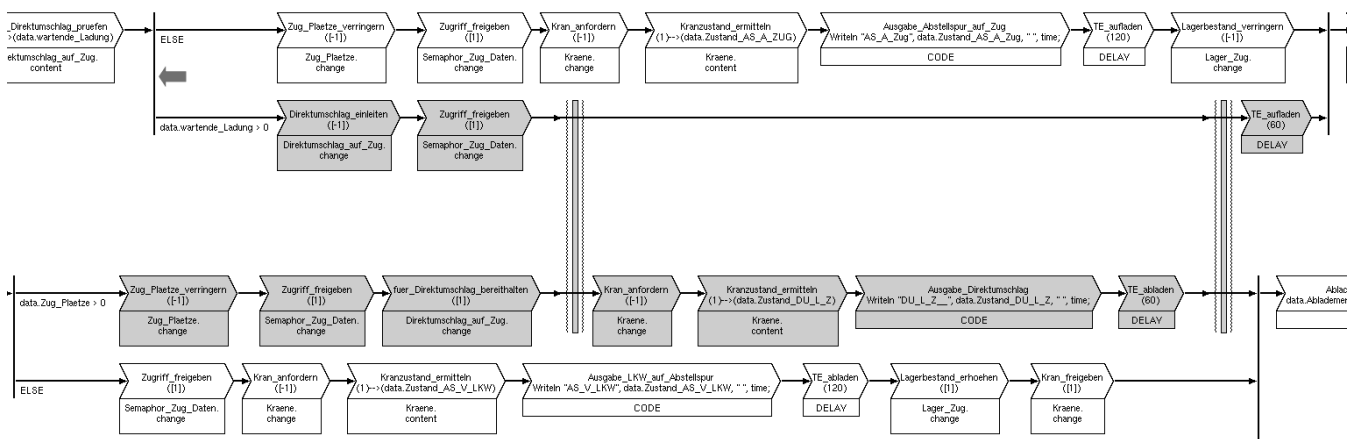 _Direktumschlag_pruefen
>(data.wartende_Ladung)
ektumschlag_auf_Zug.
content
ELSE
Zug_Plaetze_verringern
([-1])
Zug_Plaetze.
change
Zugriff_freigeben
([1])
Semaphor_Zug_Daten.
change
Kran_anfordern
([-1])
Kraene.
change
Kranzustand_ermitteln
(1)-->(data.Zustand_AS_A_ZUG)
Kraene.
content
Ausgabe_Abstellspur_auf_Zug
Writeln "AS_A_Zug", data.Zustand_AS_A_Zug, " ", time;
CODE
TE_aufladen
(120)
DELAY
Lagerbestand_verringern
([-1])
Lager_Zug.
change
data.wartende_Ladung > 0
Direktumschlag_einleiten
([-1])
Direktumschlag_auf_Zug.
change
Zugriff_freigeben
([1])
Semaphor_Zug_Daten.
change
TE_aufladen
(60)
DELAY
data.Zug_Plaetze > 0
Zug_Plaetze_verringern
([-1])
Zug_Plaetze.
change
Zugriff_freigeben
([1])
Semaphor_Zug_Daten.
change
fuer_Direktumschlag_bereithalten
([1])
Direktumschlag_auf_Zug.
change
Kran_anfordern
([-1])
Kraene.
change
Kranzustand_ermitteln
(1)-->(data.Zustand_DU_L_Z)
Kraene.
content
Ausgabe_Direktumschlag
Writeln "DU_L_Z__", data.Zustand_DU_L_Z, " ", time;
CODE
TE_abladen
(60)
DELAY
Ablac
data.Ablademen
ELSE
Zugriff_freigeben
([1])
Semaphor_Zug_Daten.
change
Kran_anfordern
([-1])
Kraene.
change
Kranzustand_ermitteln
(1)-->(data.Zustand_AS_V_LKW)
Kraene.
content
Ausgabe_LKW_auf_Abstellspur
Writeln "AS_V_LKW", data.Zustand_AS_V_LKW, " ", time;
CODE
TE_abladen
(120)
DELAY
Lagerbestand_erhoehen
([1])
Lager_Zug.
change
Kran_freigeben
([1])
Kraene.
change